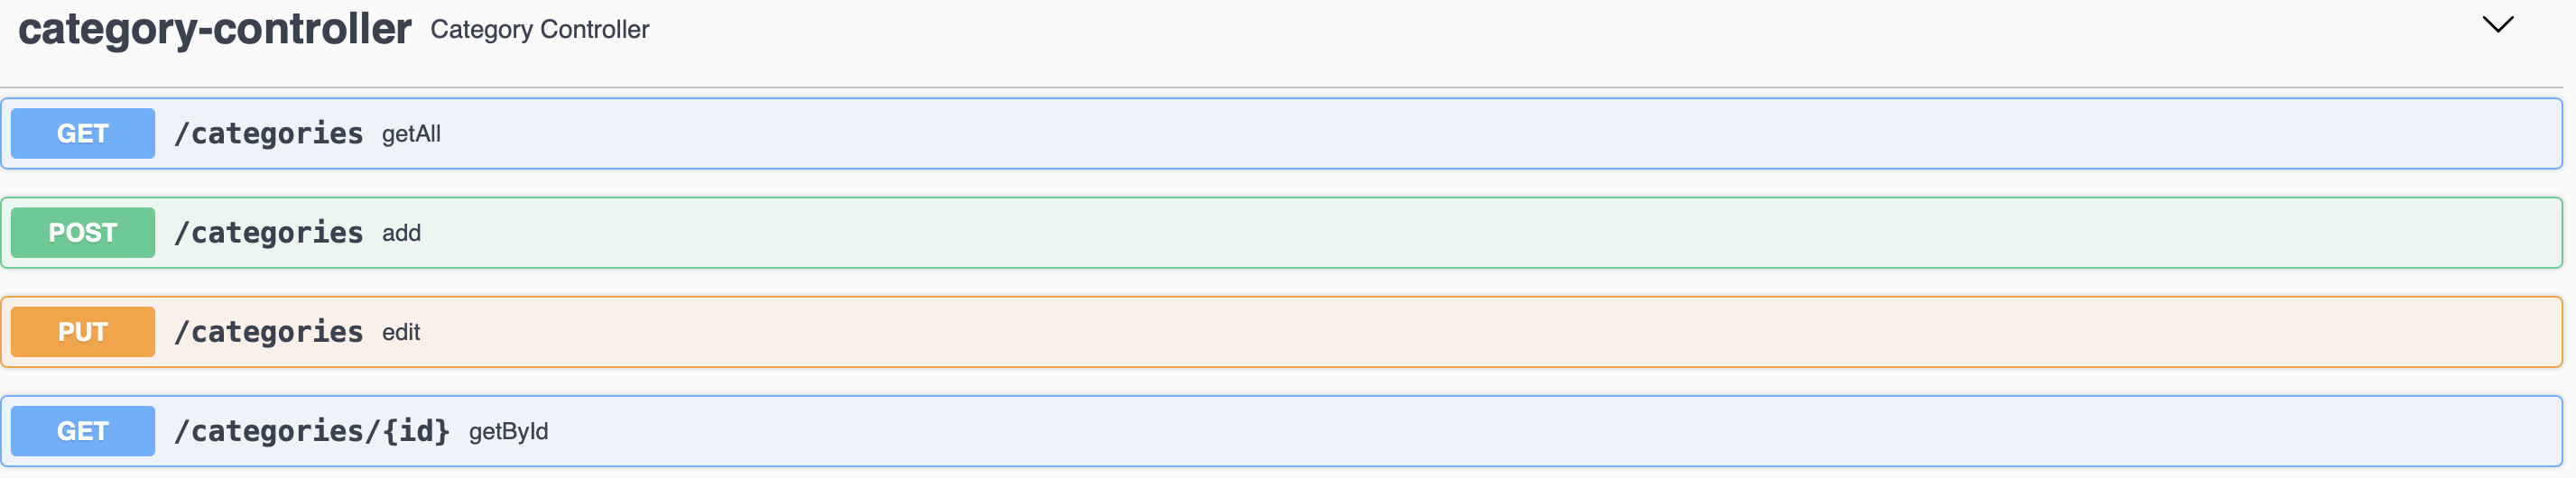 category-controller Category Controller
GET /categories getAll
POST /categories add
PUT /categories edit
GET /categories/{id} getById